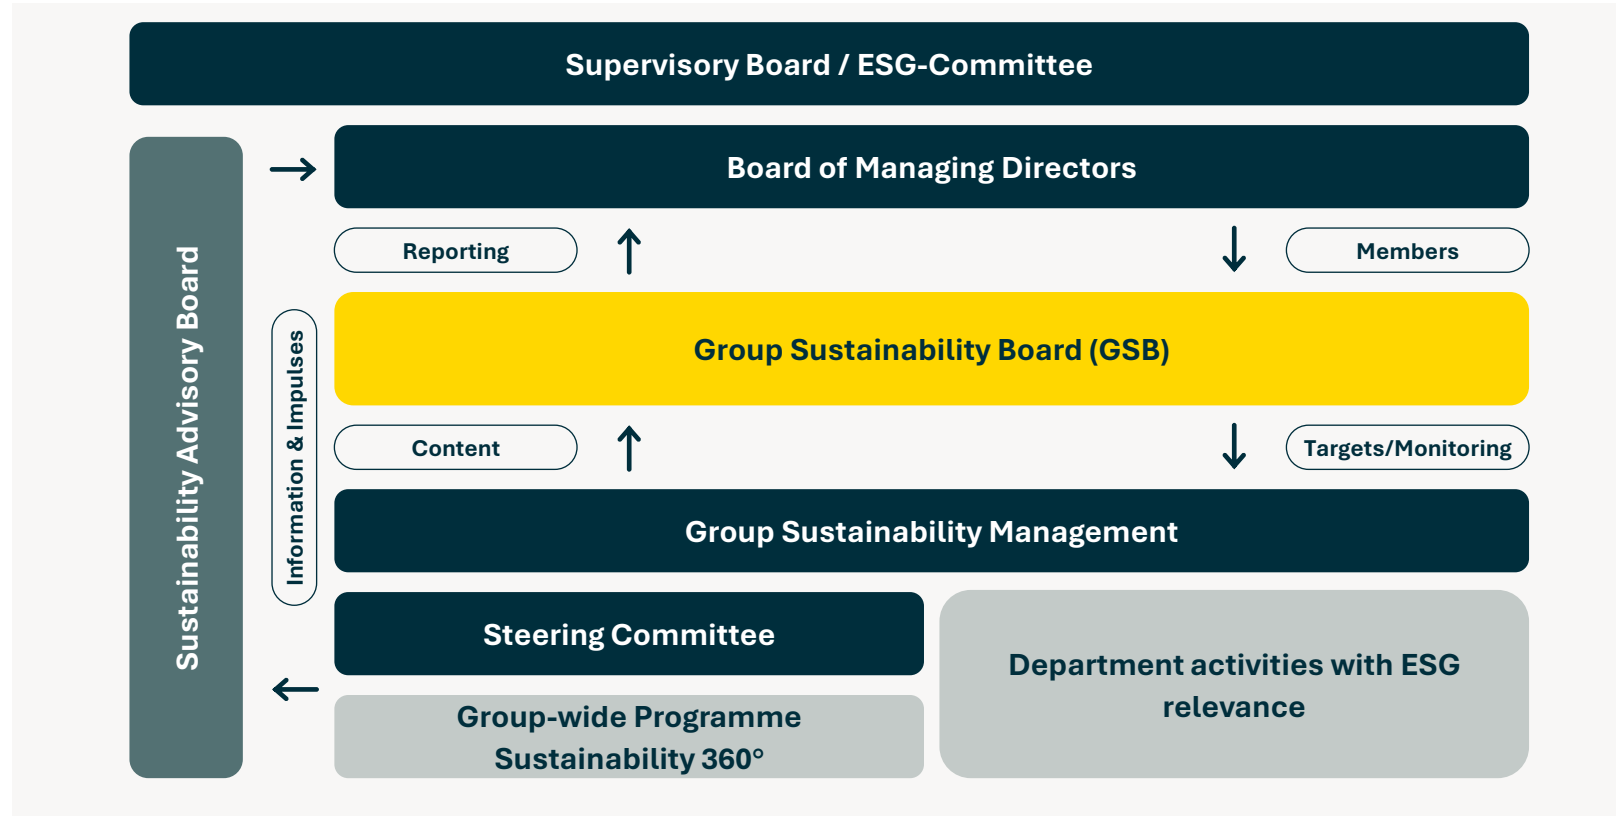 Supervisory Board / ESG-Committee
Sustainability Advisory Board
Board of Managing Directors
Reporting
Members
Information & Impulses
Group Sustainability Board (GSB)
Content
Targets/Monitoring
Group Sustainability Management
Steering Committee
Department activities with ESG
relevance
Group-wide Programme
Sustainability 360°